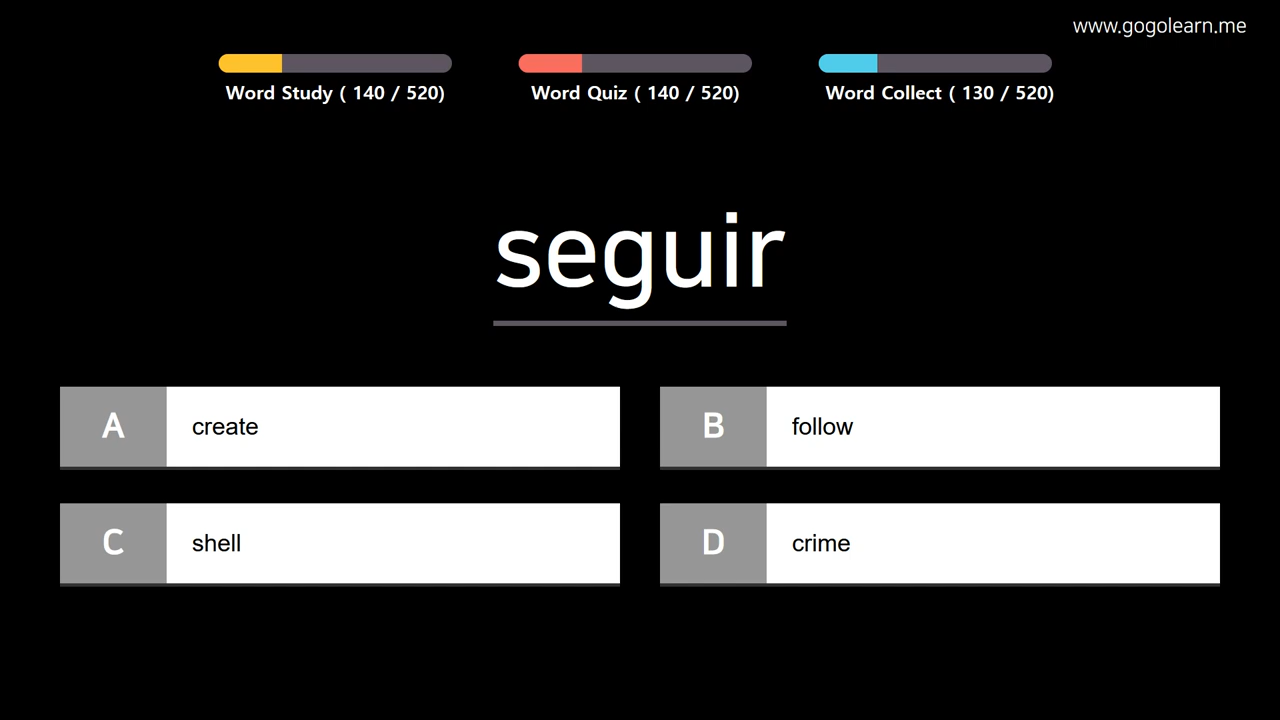 www.gogolearn.me
Word Study ( 140 / 520)
Word Quiz ( 140 / 520)
Word Collect ( 130 / 520)
seguir
A create
B follow
C shell
D crime